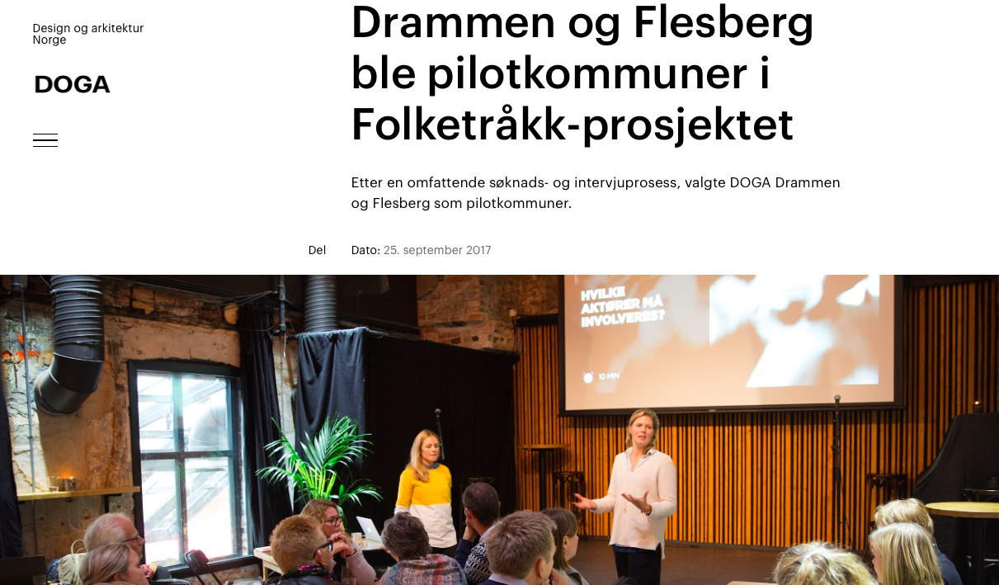 Design og arkitektur
Norge
DOGA
Drammen og Flesberg
ble pilotkommuner i
Folketråkk-prosjektet
Etter en omfattende søknads- og intervjuprosess, valgte DOGA Drammen
og Flesberg som pilotkommuner.
Del
Dato: 25. september 2017
HVILKE
AKTØRER MÅ
INVOLVERES?
10 MIN